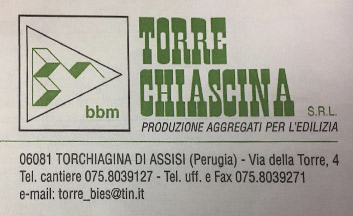 TORRE
CHIASCINA S.R.L.
bbm
PRODUZIONE AGGREGATI PER L'EDILIZIA
06081 TORCHIAGINA DI ASSISI (Perugia) - Via della Torre, 4
Tel. cantiere 075.8039127 - Tel. uff. e Fax 075.8039271
e-mail: torre_bies@tin.it